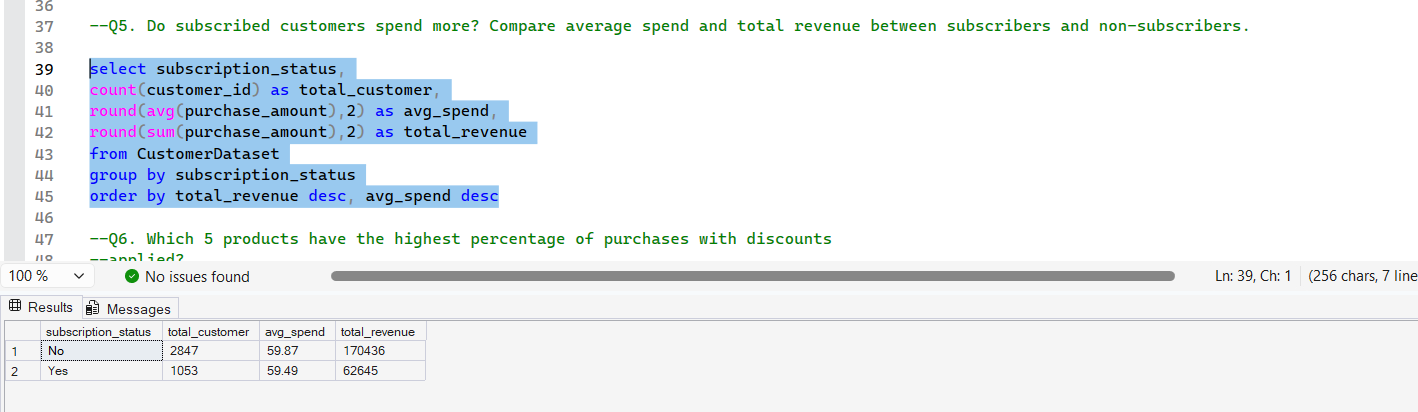 36
37 --Q5. Do subscribed customers spend more? Compare average spend and total revenue between subscribers and non-subscribers.
38
39 select subscription_status,
40 count(customer_id) as total_customer,
41 round(avg(purchase_amount),2) as avg_spend,
42 round(sum(purchase_amount),2) as total_revenue
43 from CustomerDataset
44 group by subscription_status
45 order by total_revenue desc, avg_spend desc
46
47 --Q6. Which 5 products have the highest percentage of purchases with discounts
48 --applied?
100 % No issues found Ln: 39, Ch: 1 (256 chars, 7 line
Results Messages
subscription_status total_customer avg_spend total_revenue
1 No 2847 59.87 170436
2 Yes 1053 59.49 62645